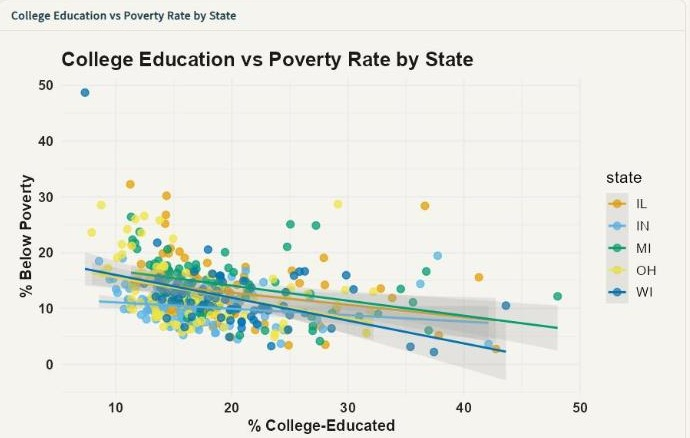 College Education vs Poverty Rate by State
College Education vs Poverty Rate by State
50
40
30
20
10
0
% Below Poverty
10 20 30 40 50
% College-Educated
state
IL
IN
MI
OH
WI